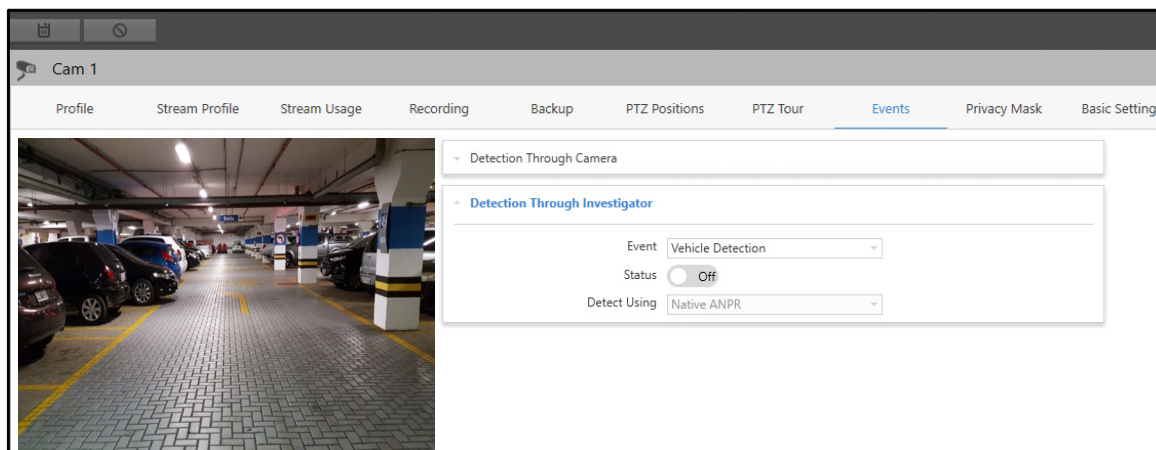 Cam 1
Profile Stream Profile Stream Usage Recording Backup PTZ Positions PTZ Tour Events Privacy Mask Basic Setting
Detection Through Camera
Detection Through Investigator
Event Vehicle Detection
Status Off
Detect Using Native ANPR